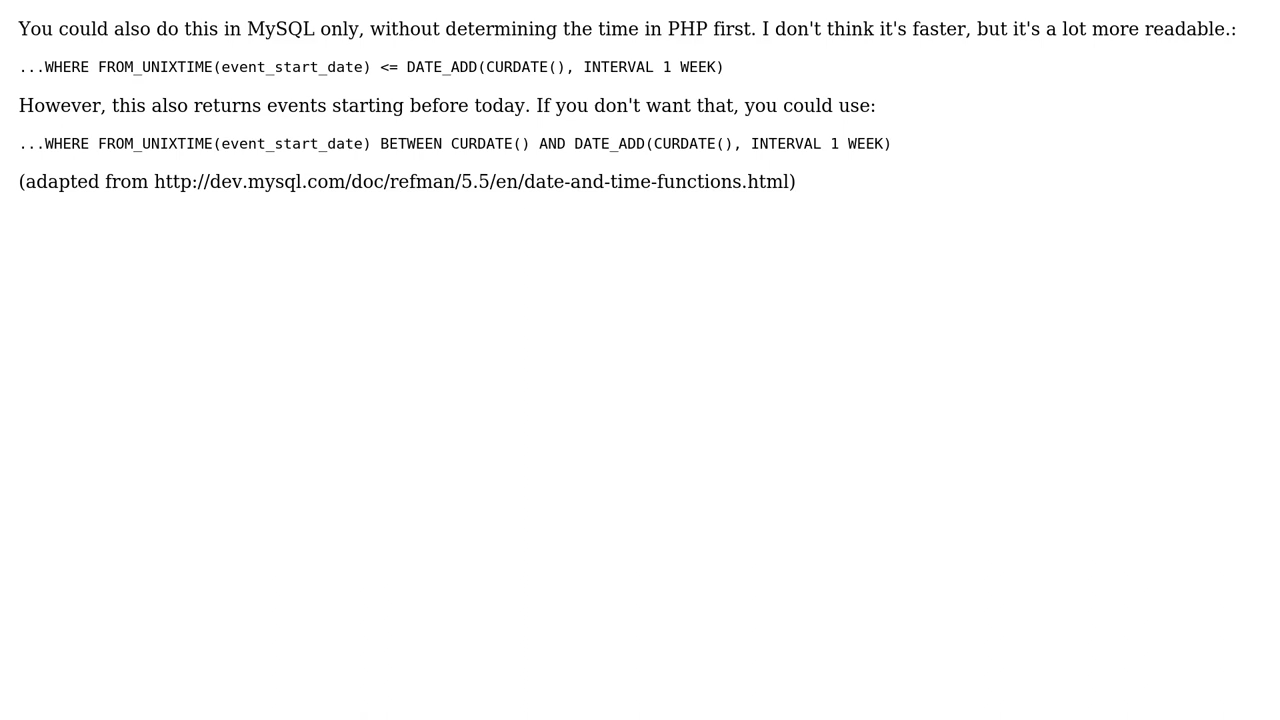 You could also do this in MySQL only, without determining the time in PHP first. I don't think it's faster, but it's a lot more readable.:
...WHERE FROM_UNIXTIME(event_start_date) <= DATE_ADD(CURDATE(), INTERVAL 1 WEEK)
However, this also returns events starting before today. If you don't want that, you could use:
...WHERE FROM_UNIXTIME(event_start_date) BETWEEN CURDATE() AND DATE_ADD(CURDATE(), INTERVAL 1 WEEK)
(adapted from http://dev.mysql.com/doc/refman/5.5/en/date-and-time-functions.html)